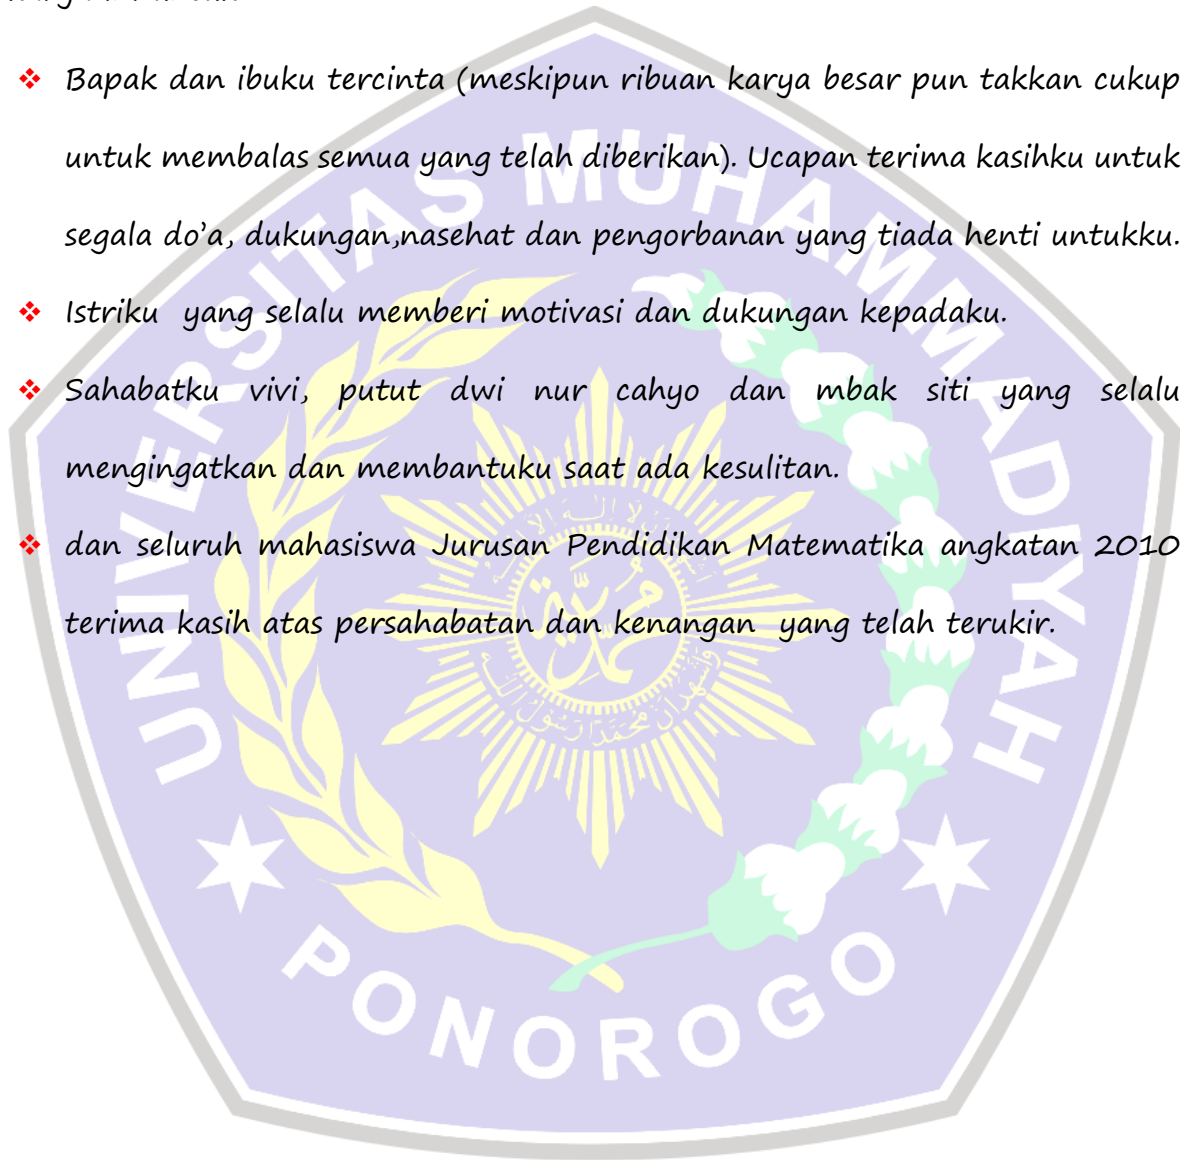 Bapak dan ibuku tercinta (meskipun ribuan karya besar pun takkan cukup
untuk membalas semua yang telah diberikan). Ucapan terima kasihku untuk
segala do’a, dukungan,nasehat dan pengorbanan yang tiada henti untukku.
Istriku yang selalu memberi motivasi dan dukungan kepadaku.
Sahabatku vivi, putut dwi nur cahyo dan mbak siti yang selalu
mengingatkan dan membantuku saat ada kesulitan.
dan seluruh mahasiswa Jurusan Pendidikan Matematika angkatan 2010
terima kasih atas persahabatan dan kenangan yang telah terukir.
UNIVERSITAS MUHAMMADIYAH
PONOROGO
محمدية